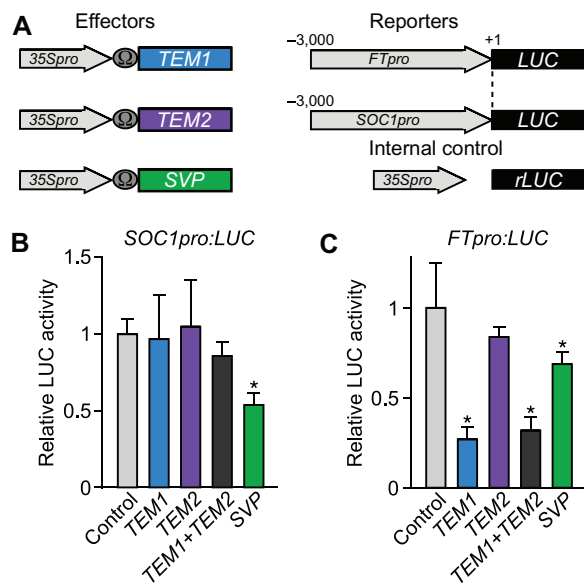 A Effectors Reporters
35Spro Ω TEM1
–3,000 FTpro +1 LUC
35Spro Ω TEM2
–3,000 SOC1pro LUC
Internal control
35Spro Ω SVP
35Spro rLUC
B SOC1pro:LUC
Relative LUC activity
1.5
1
0.5
0
*
Control TEM1 TEM2 TEM1+TEM2 SVP
C FTpro:LUC
Relative LUC activity
1
0.5
0
* * *
Control TEM1 TEM2 TEM1+TEM2 SVP